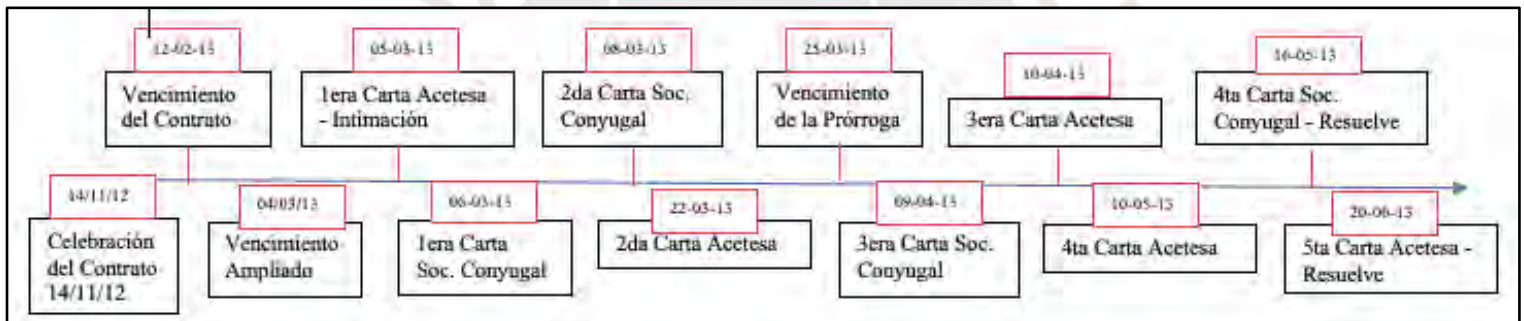 12-02-13
Vencimiento
del Contrato
05-03-13
1era Carta Acetesa
- Intimación
08-03-13
2da Carta Soc.
Conyugal
25-03-13
Vencimiento
de la Prórroga
10-04-13
3era Carta Acetesa
16-05-13
4ta Carta Soc.
Conyugal - Resuelve
14/11/12
Celebración
del Contrato
14/11/12
04/03/13
Vencimiento
Ampliado
06-03-13
1era Carta
Soc. Conyugal
22-03-13
2da Carta Acetesa
09-04-13
3era Carta Soc.
Conyugal
10-05-13
4ta Carta Acetesa
20-06-13
5ta Carta Acetesa -
Resuelve